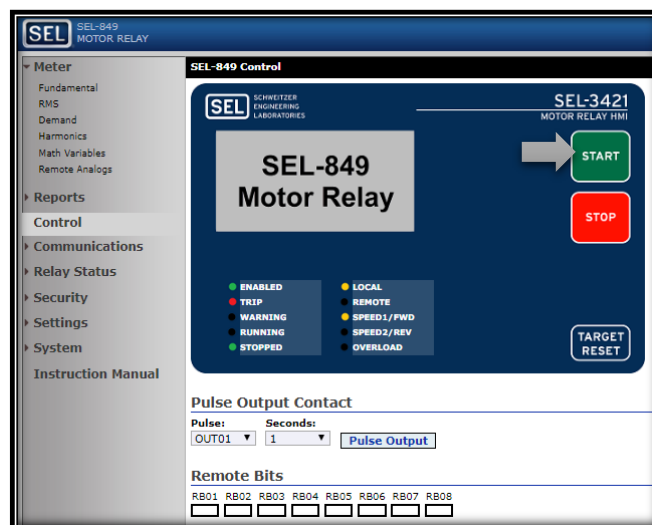 SEL SEL-849
MOTOR RELAY
Meter
Fundamental
RMS
Demand
Harmonics
Math Variables
Remote Analogs
Reports
Control
Communications
Relay Status
Security
Settings
System
Instruction Manual
SEL-849 Control
SEL SCHWEITZER
ENGINEERING
LABORATORIES
SEL-3421
MOTOR RELAY HMI
SEL-849
Motor Relay
START
STOP
ENABLED
TRIP
WARNING
RUNNING
STOPPED
LOCAL
REMOTE
SPEED1/FWD
SPEED2/REV
OVERLOAD
TARGET
RESET
Pulse Output Contact
Pulse: Seconds:
OUT01 1 Pulse Output
Remote Bits
RB01 RB02 RB03 RB04 RB05 RB06 RB07 RB08